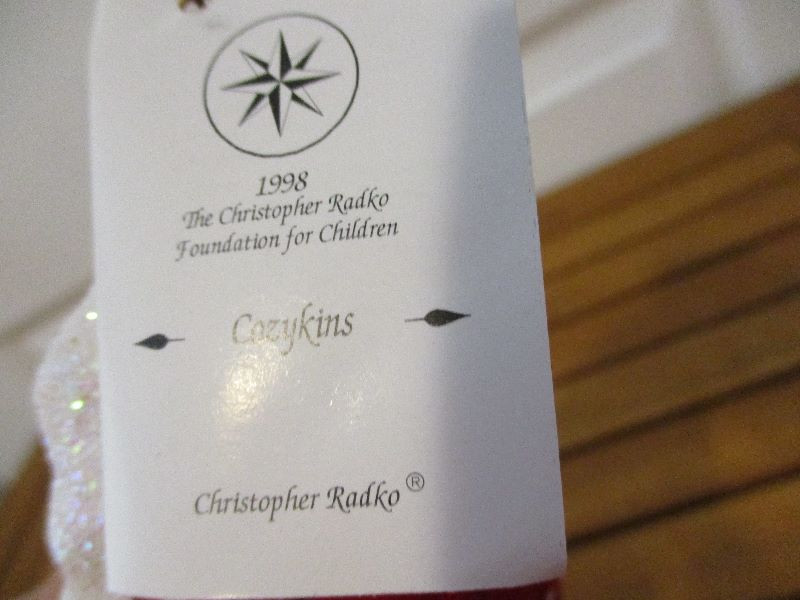 1998
The Christopher Radko
Foundation for Children
Cozykins
Christopher Radko®